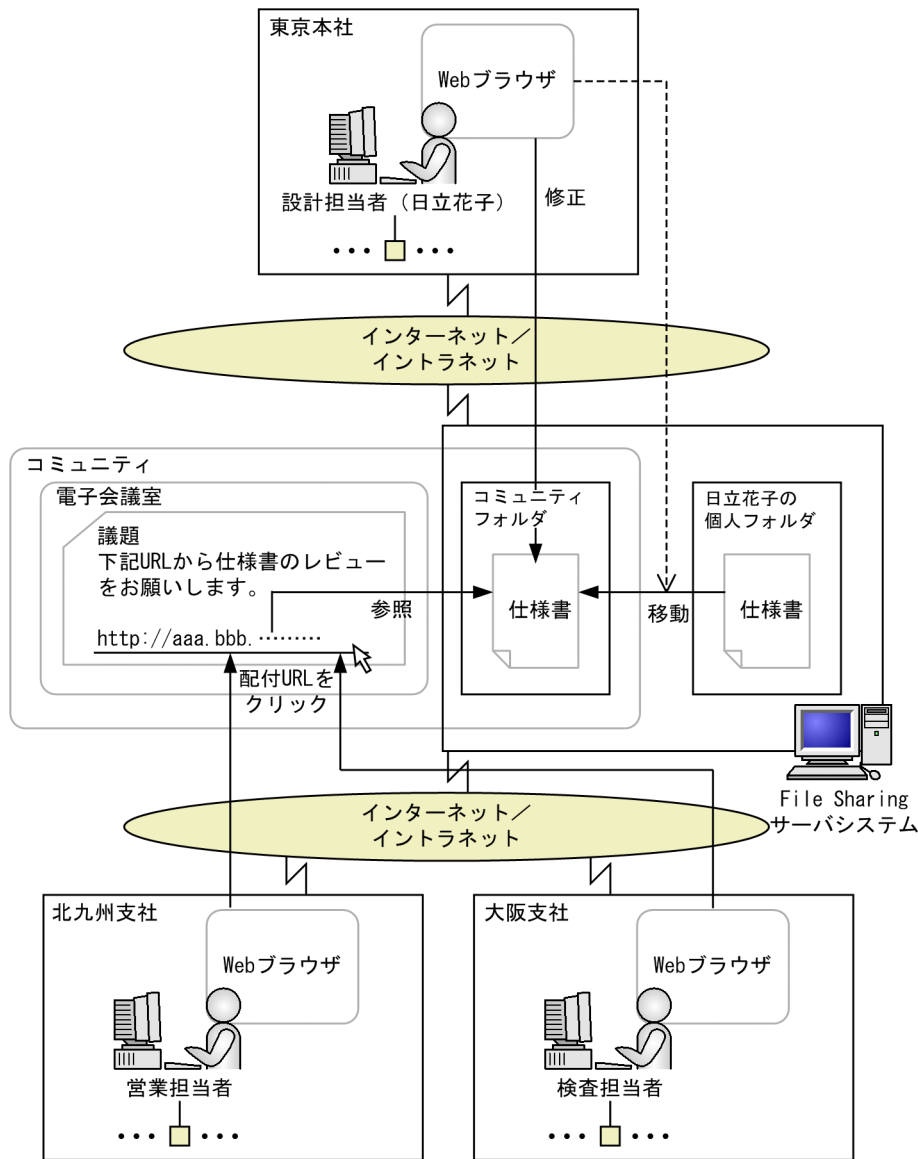 東京本社
Webブラウザ
設計担当者（日立花子）
修正
・・・ ・・・
インターネット／
イントラネット
コミュニティ
電子会議室
議題
下記URLから仕様書のレビュー
をお願いします。
http://aaa.bbb.………
配付URLを
クリック
参照
コミュニティ
フォルダ
仕様書
移動
日立花子の
個人フォルダ
仕様書
File Sharing
サーバシステム
インターネット／
イントラネット
北九州支社
Webブラウザ
営業担当者
・・・ ・・・
大阪支社
Webブラウザ
検査担当者
・・・ ・・・